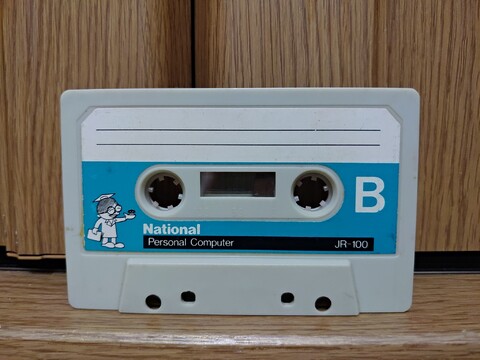 B
National
Personal Computer JR-100